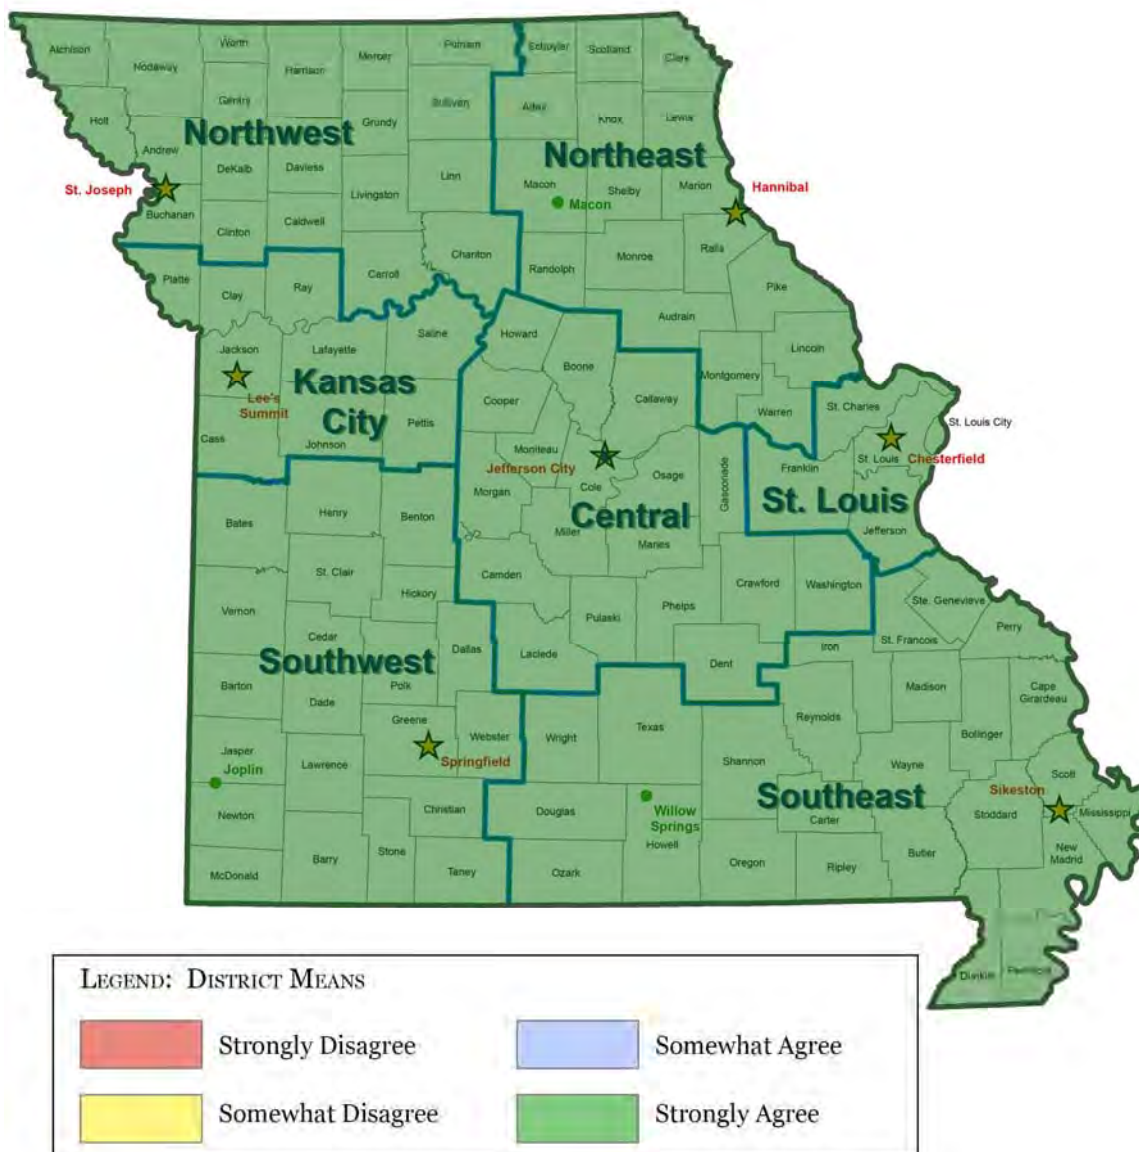 Atchison
Nodaway
Worth
Harrison
Mercer
Putnam
Schuyler
Scotland
Clark
Holt
Gentry
Sullivan
Adair
Knox
Lewis
Andrew
Northwest
Grundy
Northeast
DeKalb
Daviess
Linn
St. Joseph
Livingston
Macon
Shelby
Marion
Hannibal
Macon
Buchanan
Clinton
Caldwell
Chariton
Carroll
Randolph
Monroe
Ralls
Pike
Platte
Clay
Ray
Saline
Howard
Audrain
Jackson
Lafayette
Boone
Lincoln
Kansas
City
Lee's
Summit
Cooper
Callaway
Montgomery
Warren
St. Charles
St. Louis City
Pettis
Cass
Johnson
Moniteau
Jefferson City
St. Louis
Chesterfield
Franklin
Osage
Gasconade
Morgan
Cole
Central
St. Louis
Bates
Henry
Benton
Miller
Maries
Jefferson
St. Clair
Camden
Crawford
Washington
Hickory
Vernon
Pulaski
Phelps
Ste. Genevieve
Perry
Cedar
Southwest
Dallas
Laclede
Dent
Iron
St. Francois
Barton
Polk
Dade
Madison
Cape
Girardeau
Greene
Webster
Wright
Texas
Reynolds
Bollinger
Jasper
Joplin
Lawrence
Springfield
Shannon
Wayne
Scott
Southeast
Sikeston
Newton
Christian
Douglas
Willow
Springs
Howell
Carter
Stoddard
Mississippi
New
Madrid
McDonald
Barry
Stone
Taney
Ozark
Oregon
Ripley
Butler
Dunklin
Pemiscot
LEGEND: DISTRICT MEANS
Strongly Disagree
Somewhat Agree
Somewhat Disagree
Strongly Agree